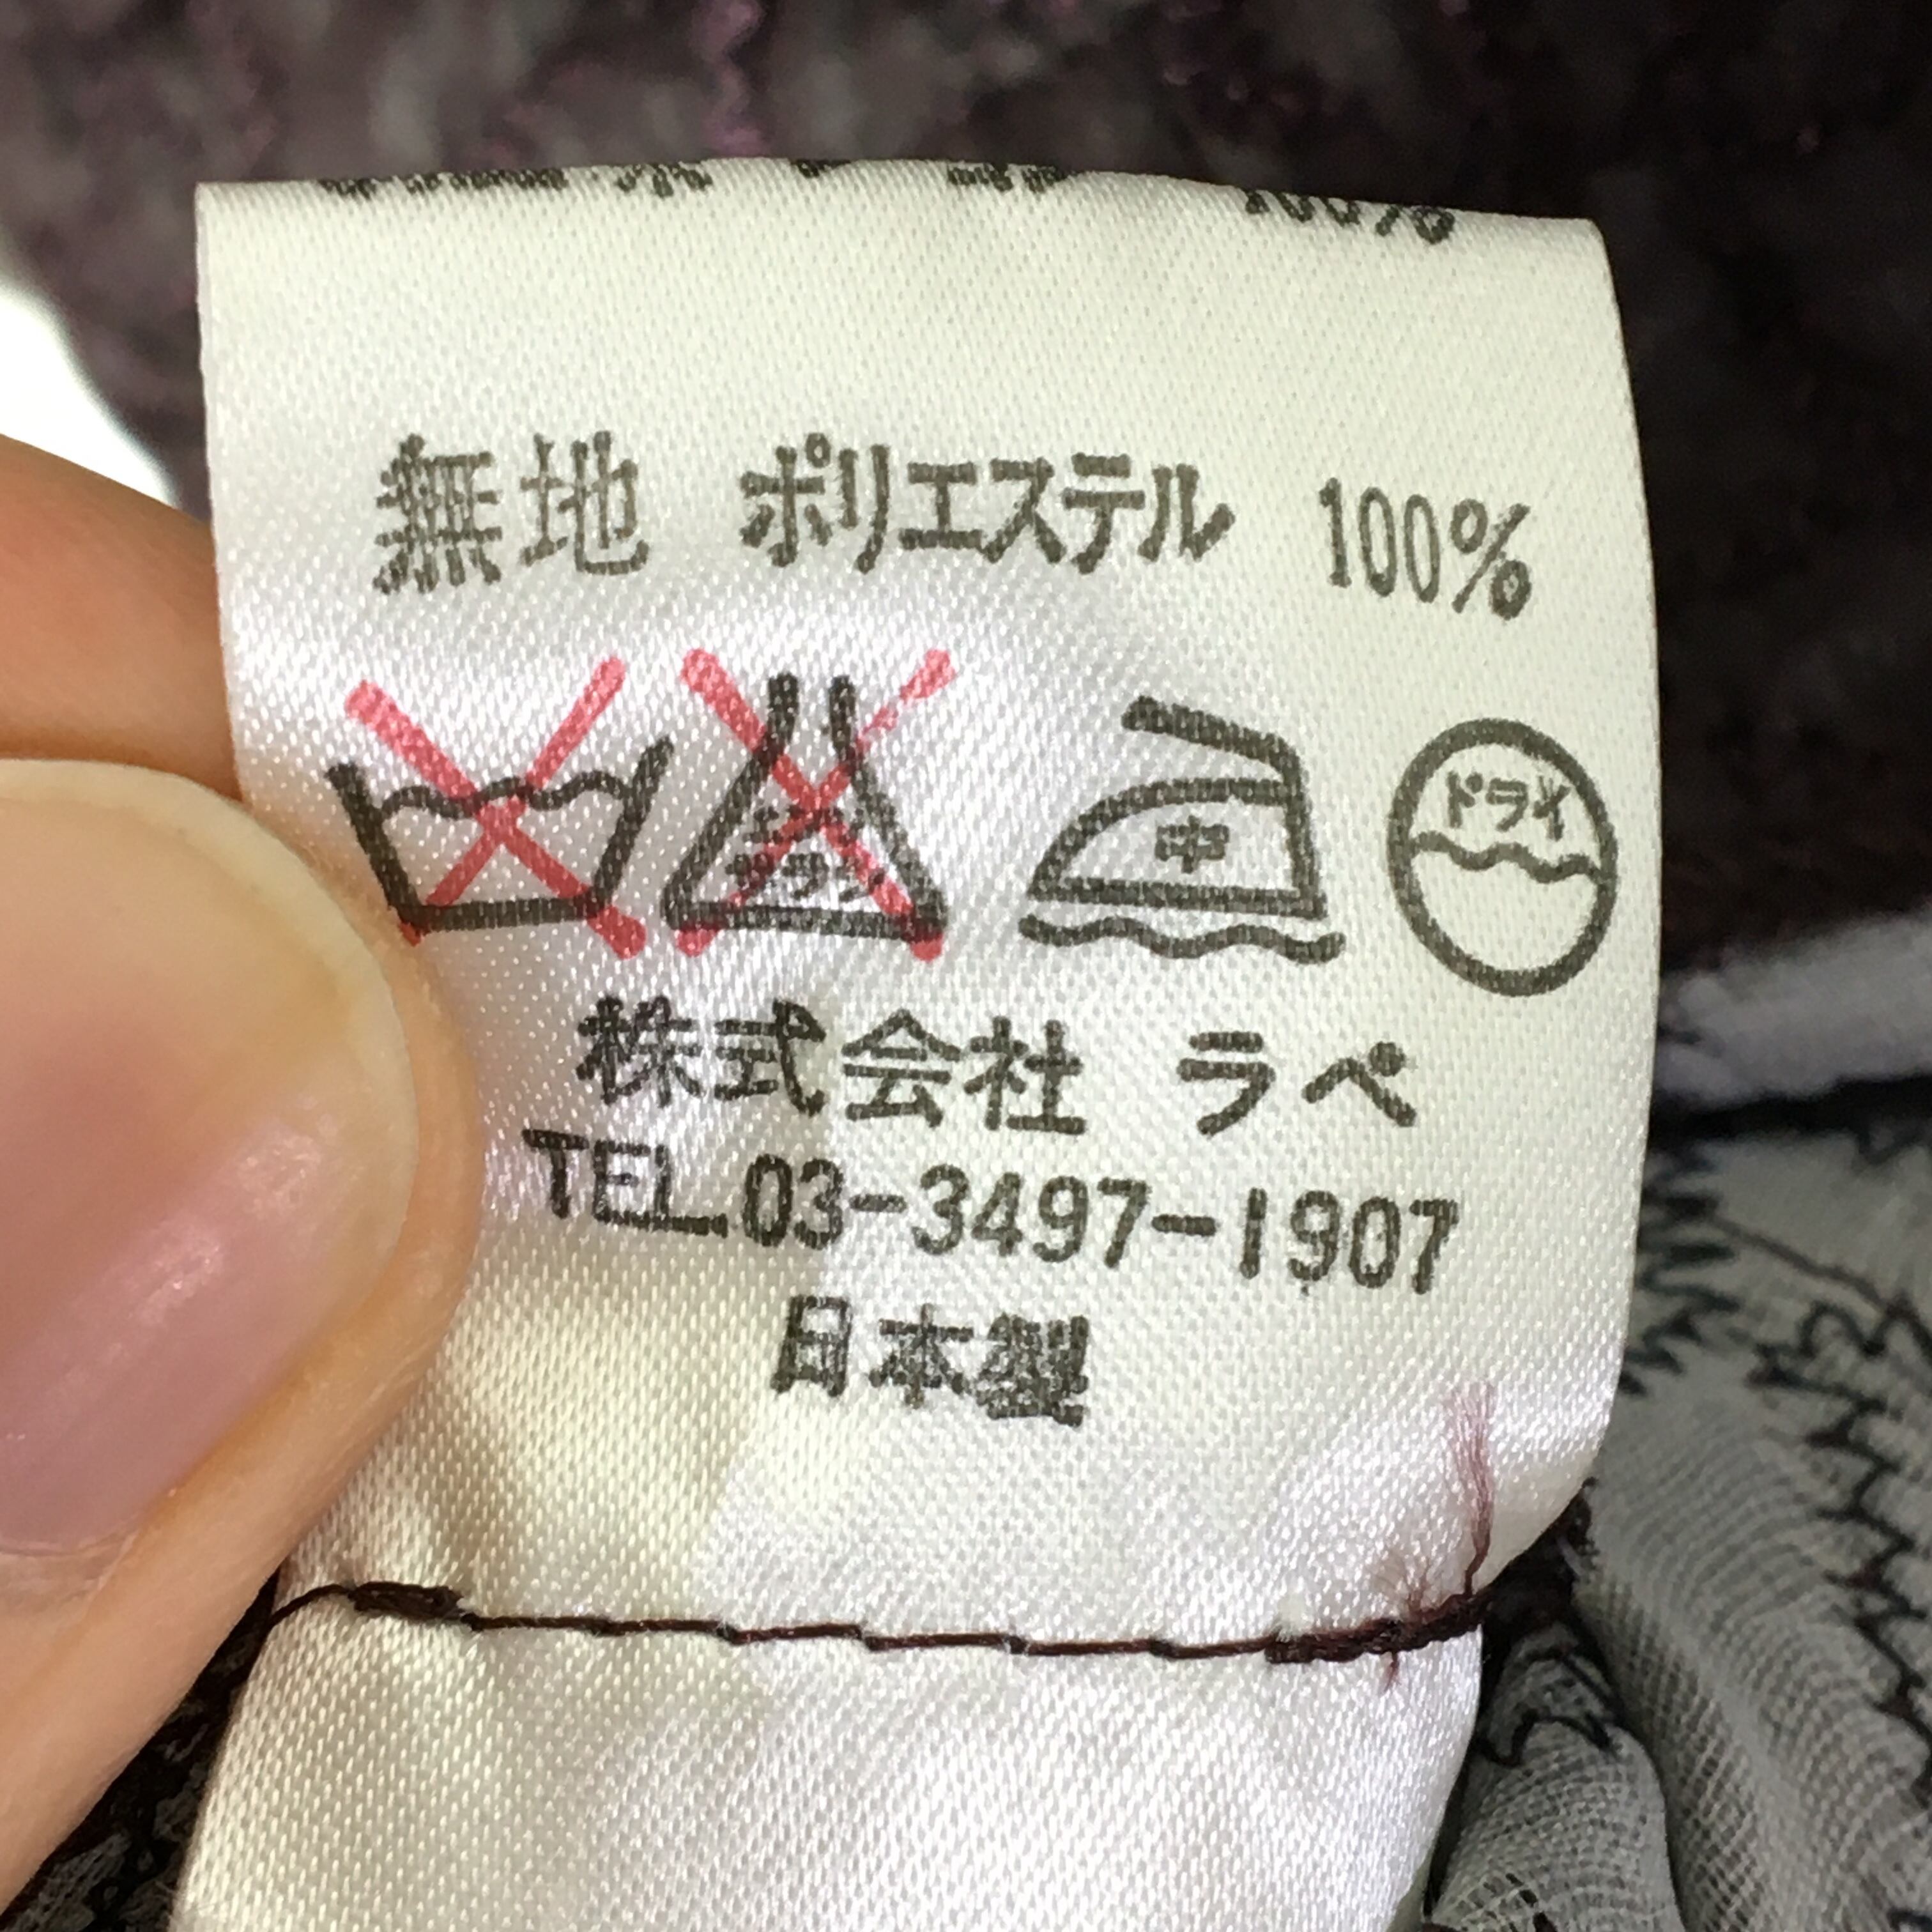 100%
無地 ポリエステル 100%
中 ドライ
株式会社 ラペ
TEL.03-3497-1907
日本製